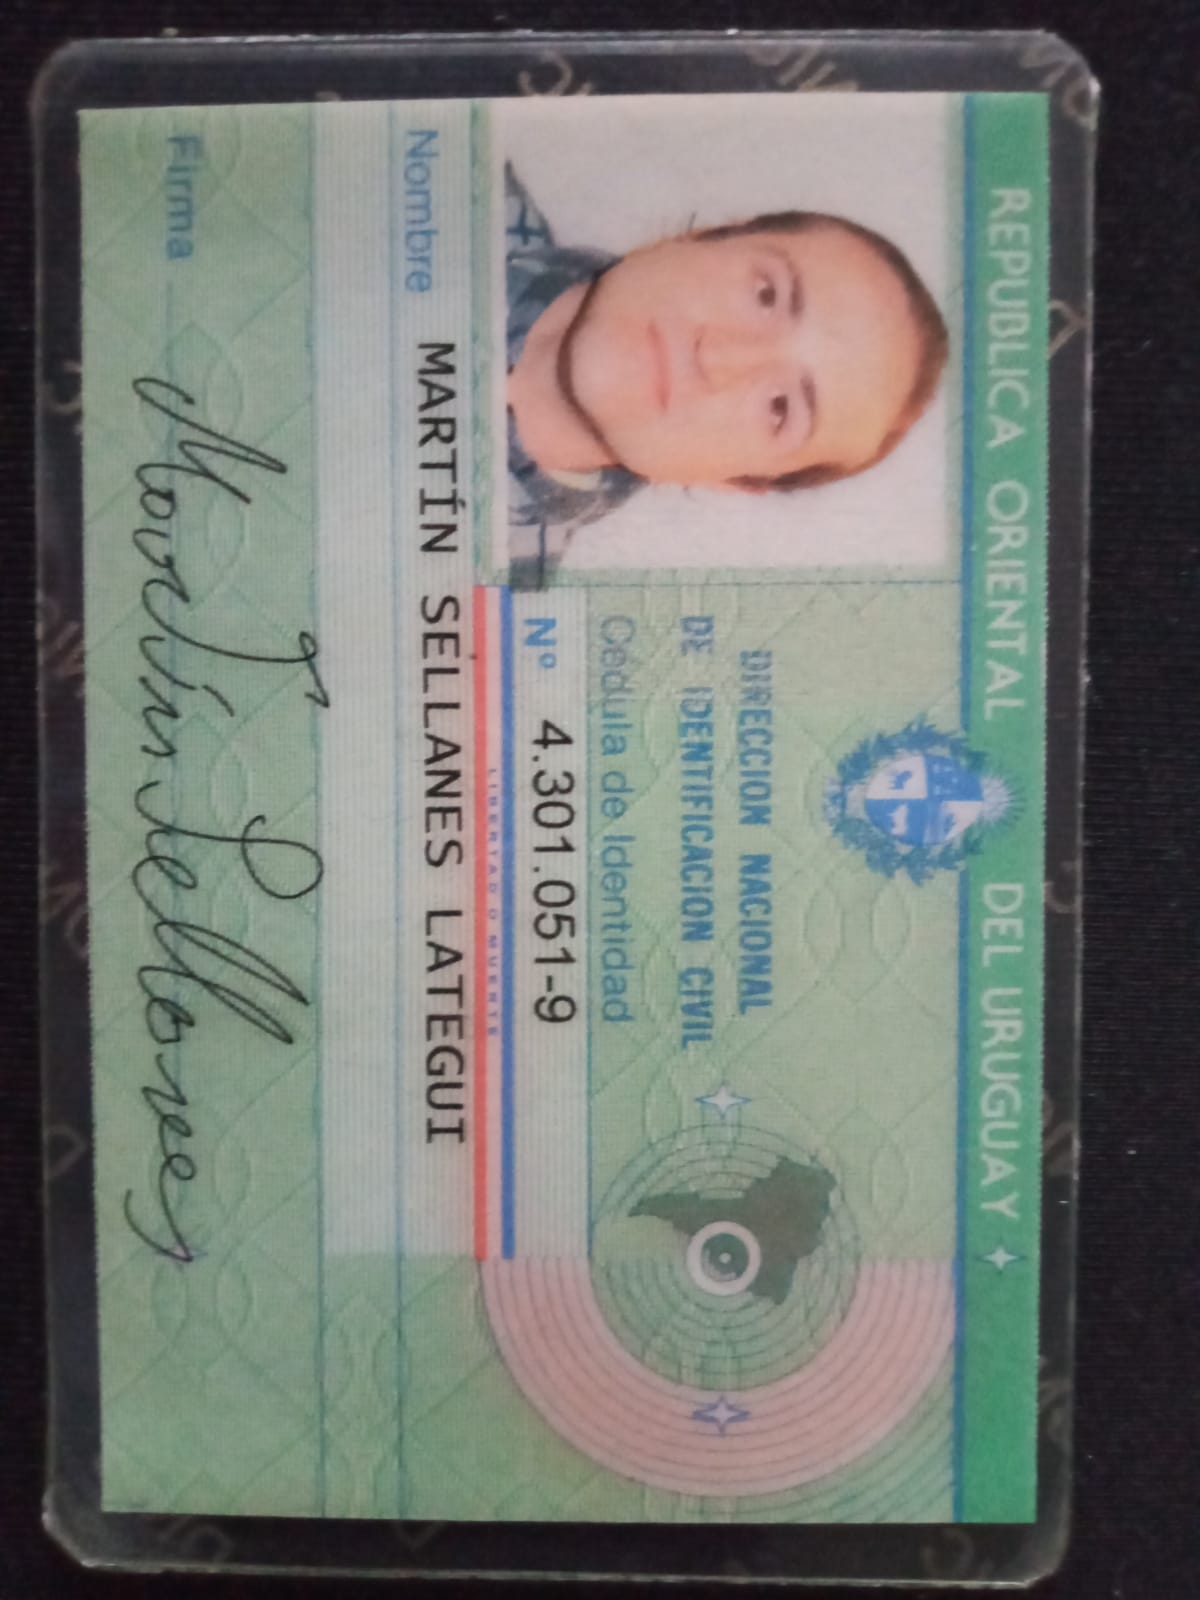 REPUBLICA ORIENTAL DEL URUGUAY
DIRECCION NACIONAL
DE IDENTIFICACION CIVIL
Cédula de Identidad
Nº 4.301.051-9
LIBERTAD O MUERTE
Nombre MARTÍN SELLANES LATEGUI
Firma Martín Sellanes